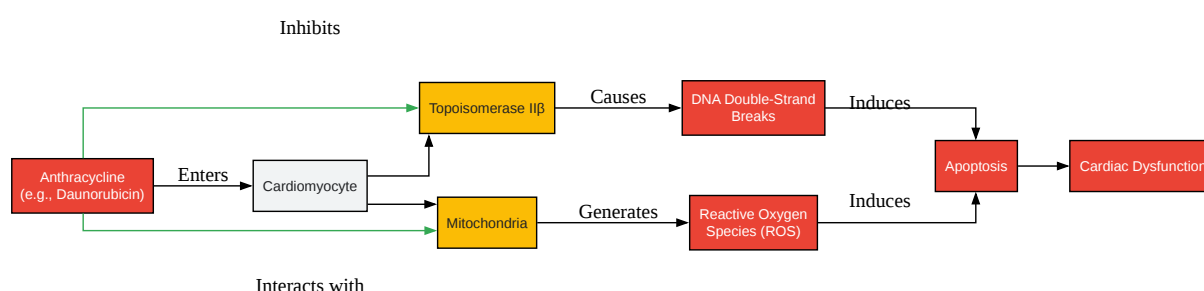 Inhibits
Topoisomerase IIβ
Causes
DNA Double-Strand
Breaks
Induces
Anthracycline
(e.g., Daunorubicin)
Enters
Cardiomyocyte
Apoptosis
Cardiac Dysfunction
Mitochondria
Generates
Reactive Oxygen
Species (ROS)
Induces
Interacts with